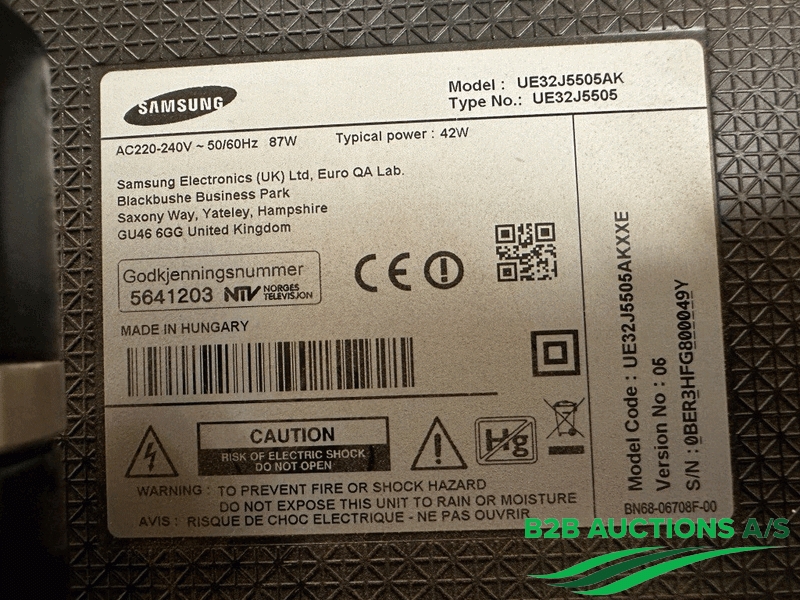 SAMSUNG
Model : UE32J5505AK
Type No.: UE32J5505
AC220-240V ~ 50/60Hz 87W Typical power : 42W
Samsung Electronics (UK) Ltd, Euro QA Lab.
Blackbushe Business Park
Saxony Way, Yateley, Hampshire
GU46 6GG United Kingdom
Godkjenningsnummer
5641203 NTV NORGES TELEVISJON
CE
MADE IN HUNGARY
CAUTION
RISK OF ELECTRIC SHOCK
DO NOT OPEN
Hg
WARNING : TO PREVENT FIRE OR SHOCK HAZARD
DO NOT EXPOSE THIS UNIT TO RAIN OR MOISTURE
AVIS : RISQUE DE CHOC ELECTRIQUE - NE PAS OUVRIR
Model Code : UE32J5505AKXXE
Version No : 06
S/N : 0BER3HFG800049Y
BN68-06708F-00
B2B AUCTIONS A/S